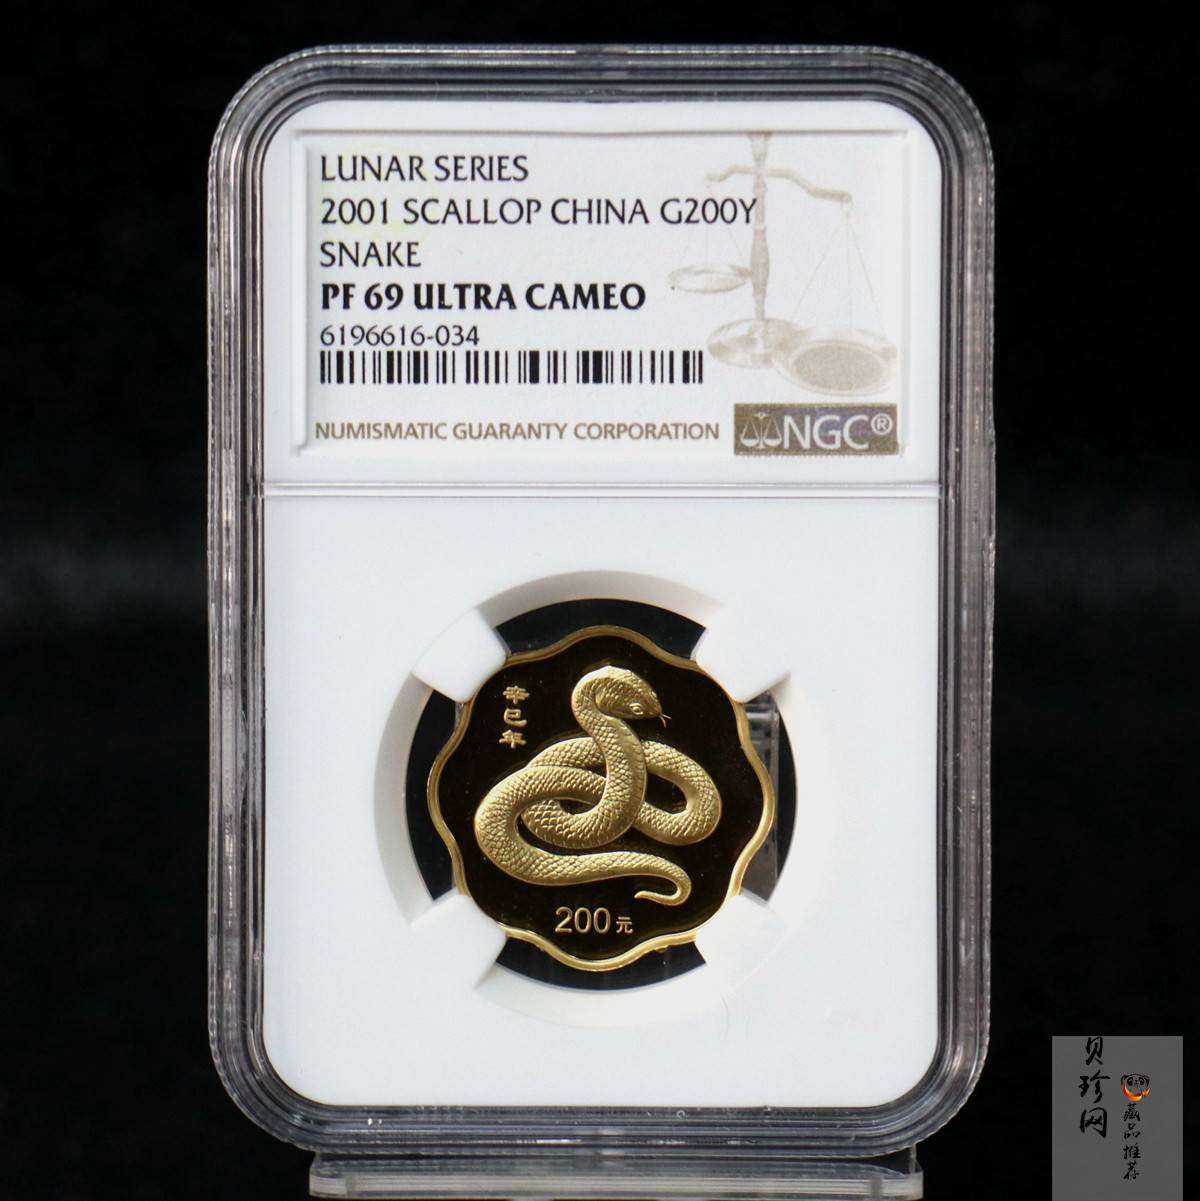 LUNAR SERIES
2001 SCALLOP CHINA G200Y
SNAKE
PF 69 ULTRA CAMEO
6196616-034
NUMISMATIC GUARANTY CORPORATION
NGC®
辛巳年
200元
贝珍网
藏品推荐